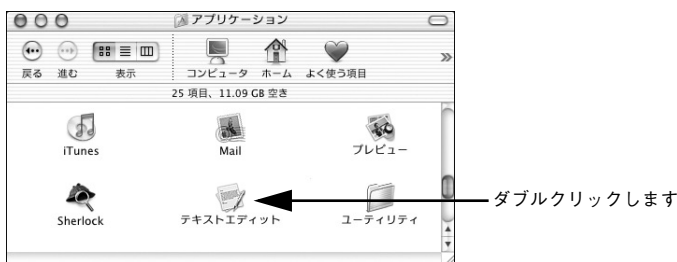 アプリケーション
戻る 進む 表示 コンピュータ ホーム よく使う項目
25 項目、11.09 GB 空き
iTunes Mail プレビュー
Sherlock テキストエディット ユーティリティ
ダブルクリックします